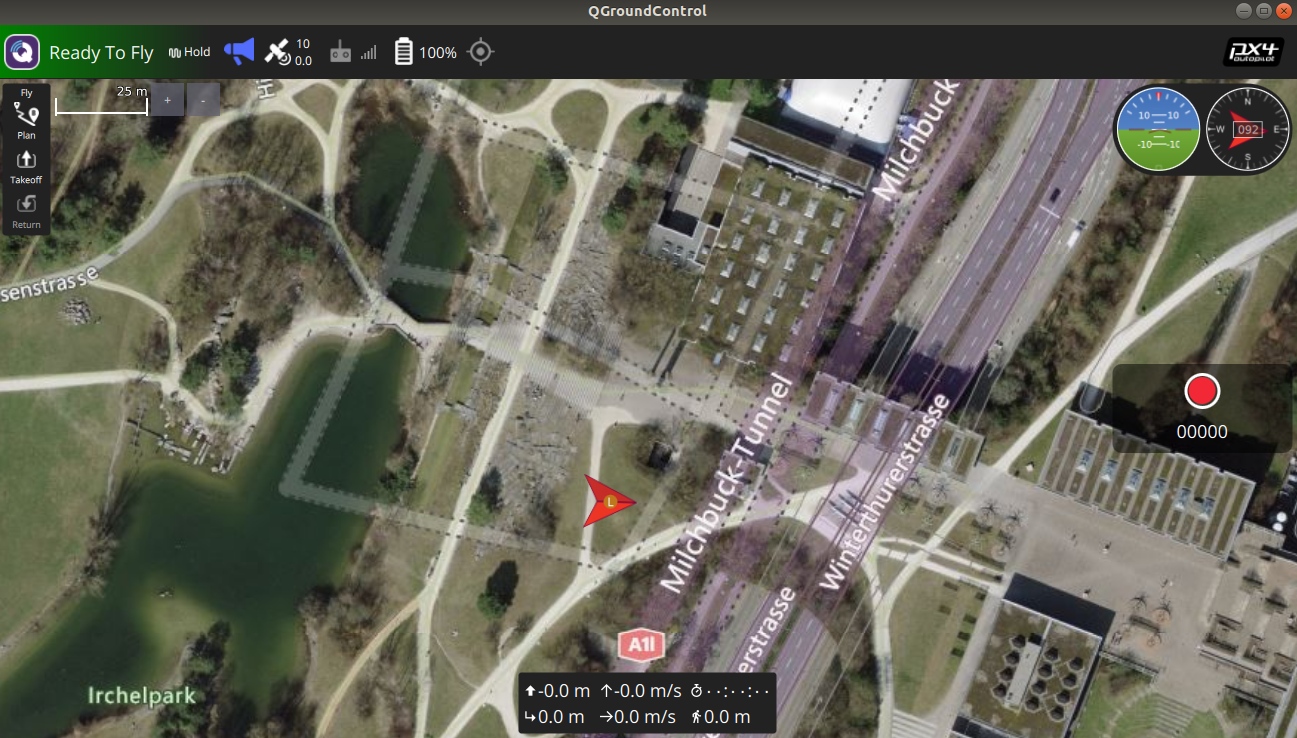 QGroundControl
Ready To Fly
Hold
10
0.0
100%
PX4
autopilot
Fly
Plan
Takeoff
Return
25 m
+
-
10
10
-10
-10
N
W
092
E
S
00000
H
senstrasse
Milchbuck
Milchbuck-Tunnel
Winterthurerstrasse
erstrasse
L
A1l
Irchelpark
-0.0 m
-0.0 m/s
--:--:--
0.0 m
0.0 m/s
0.0 m